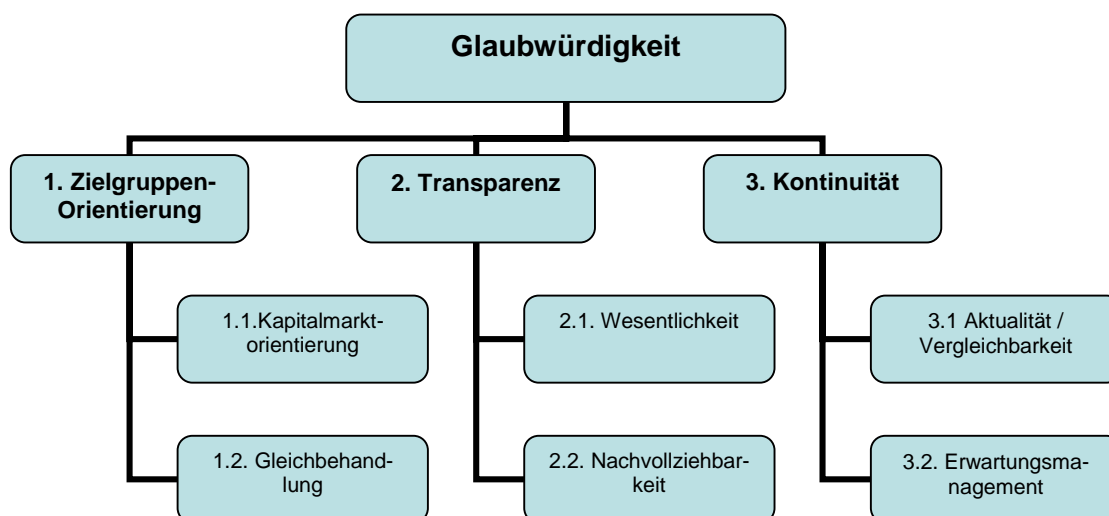 Glaubwürdigkeit
1. Zielgruppen-
Orientierung
2. Transparenz
3. Kontinuität
1.1.Kapitalmarkt-
orientierung
2.1. Wesentlichkeit
3.1 Aktualität /
Vergleichbarkeit
1.2. Gleichbehand-
lung
2.2. Nachvollziehbar-
keit
3.2. Erwartungsma-
nagement